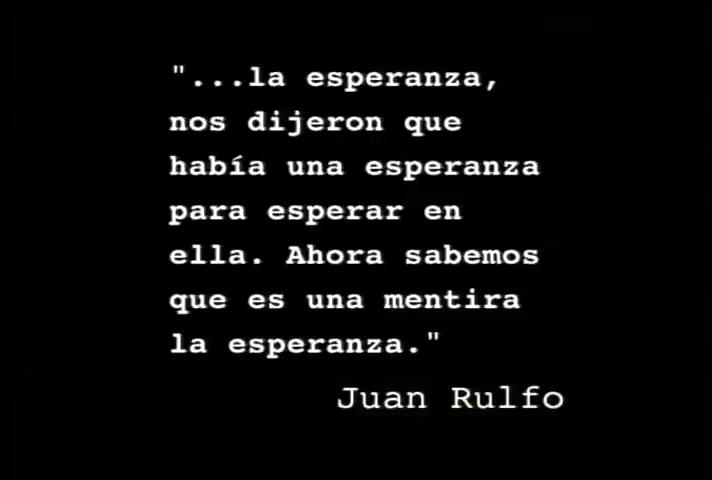 "...la esperanza,
nos dijeron que
había una esperanza
para esperar en
ella. Ahora sabemos
que es una mentira
la esperanza."
Juan Rulfo